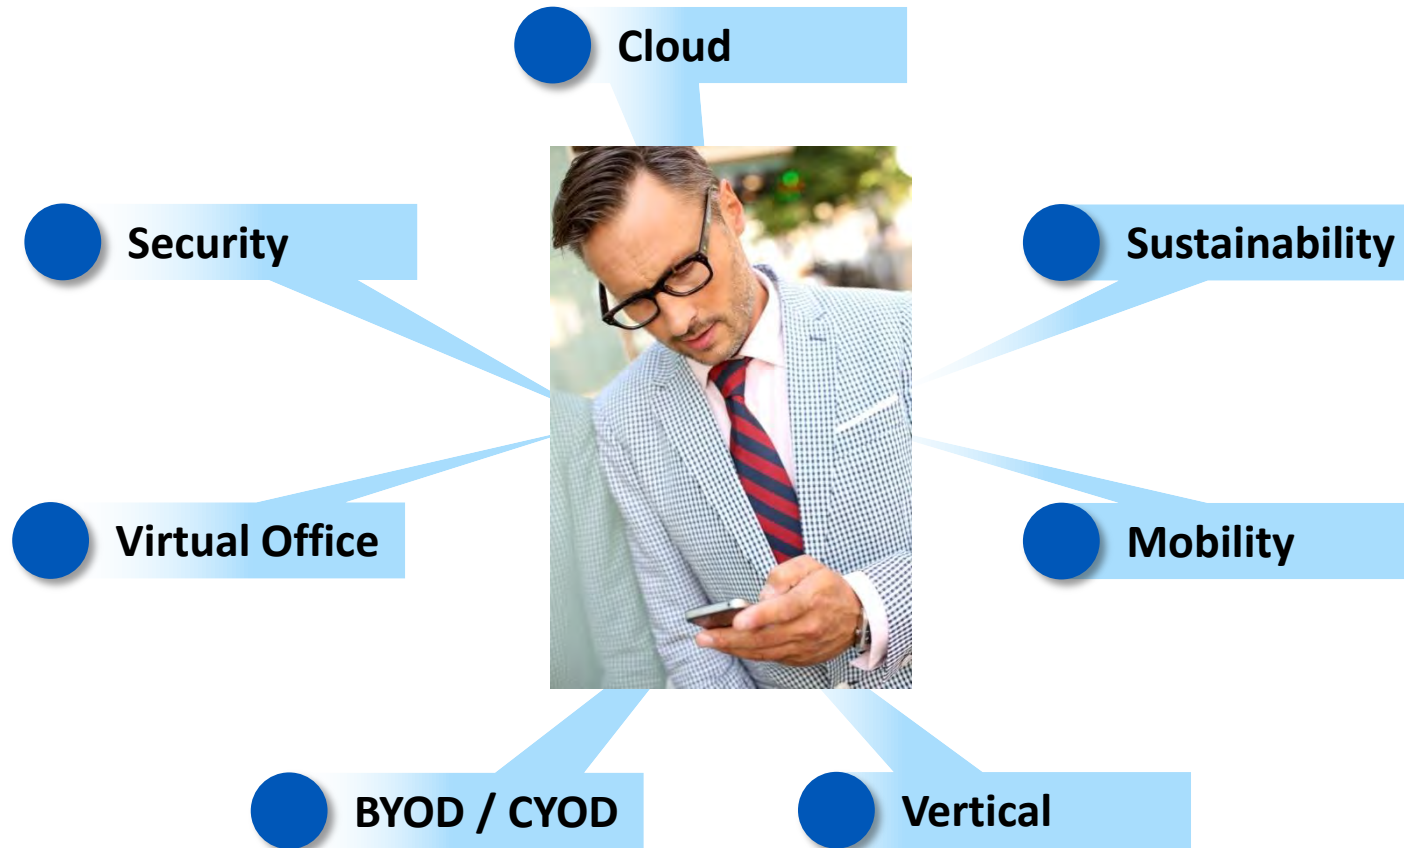 Cloud
Security
Sustainability
Virtual Office
Mobility
BYOD / CYOD
Vertical